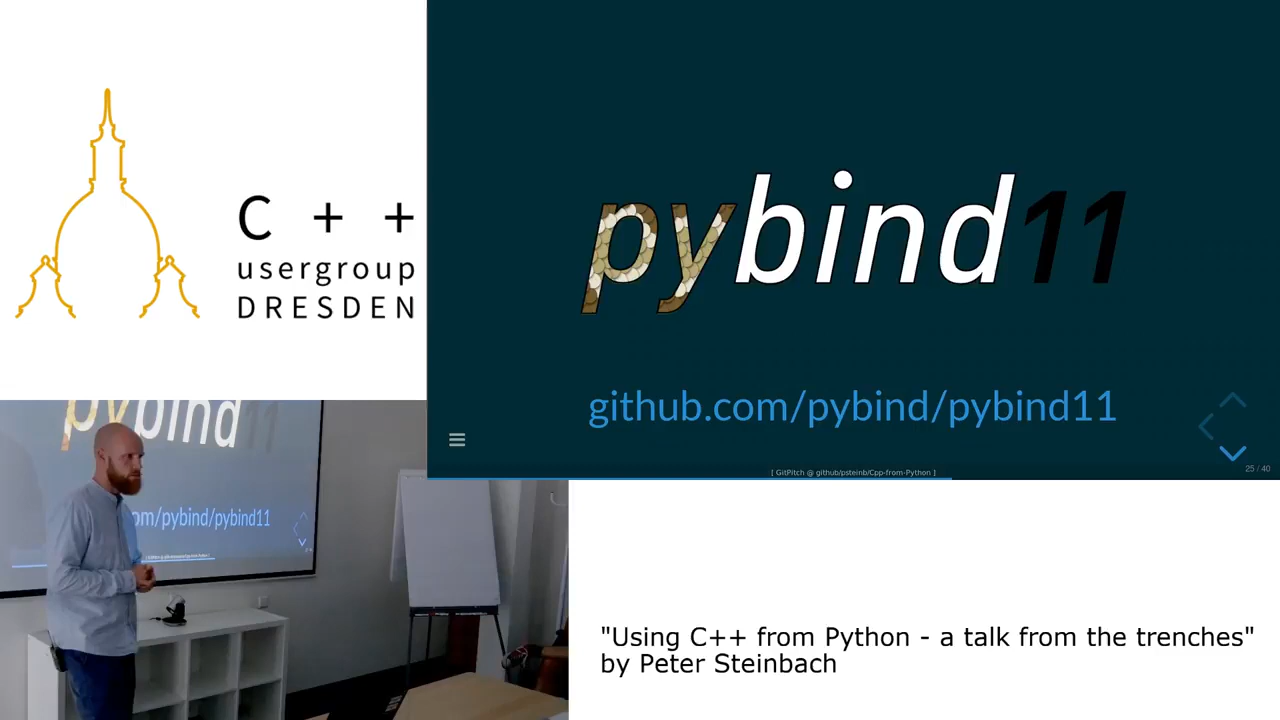 C + +
usergroup
DRESDEN
pybind11
github.com/pybind/pybind11
[ GitPitch @ github/psteinb/Cpp-from-Python ]
25 / 40
pybind11
om/pybind/pybind11
"Using C++ from Python - a talk from the trenches"
by Peter Steinbach